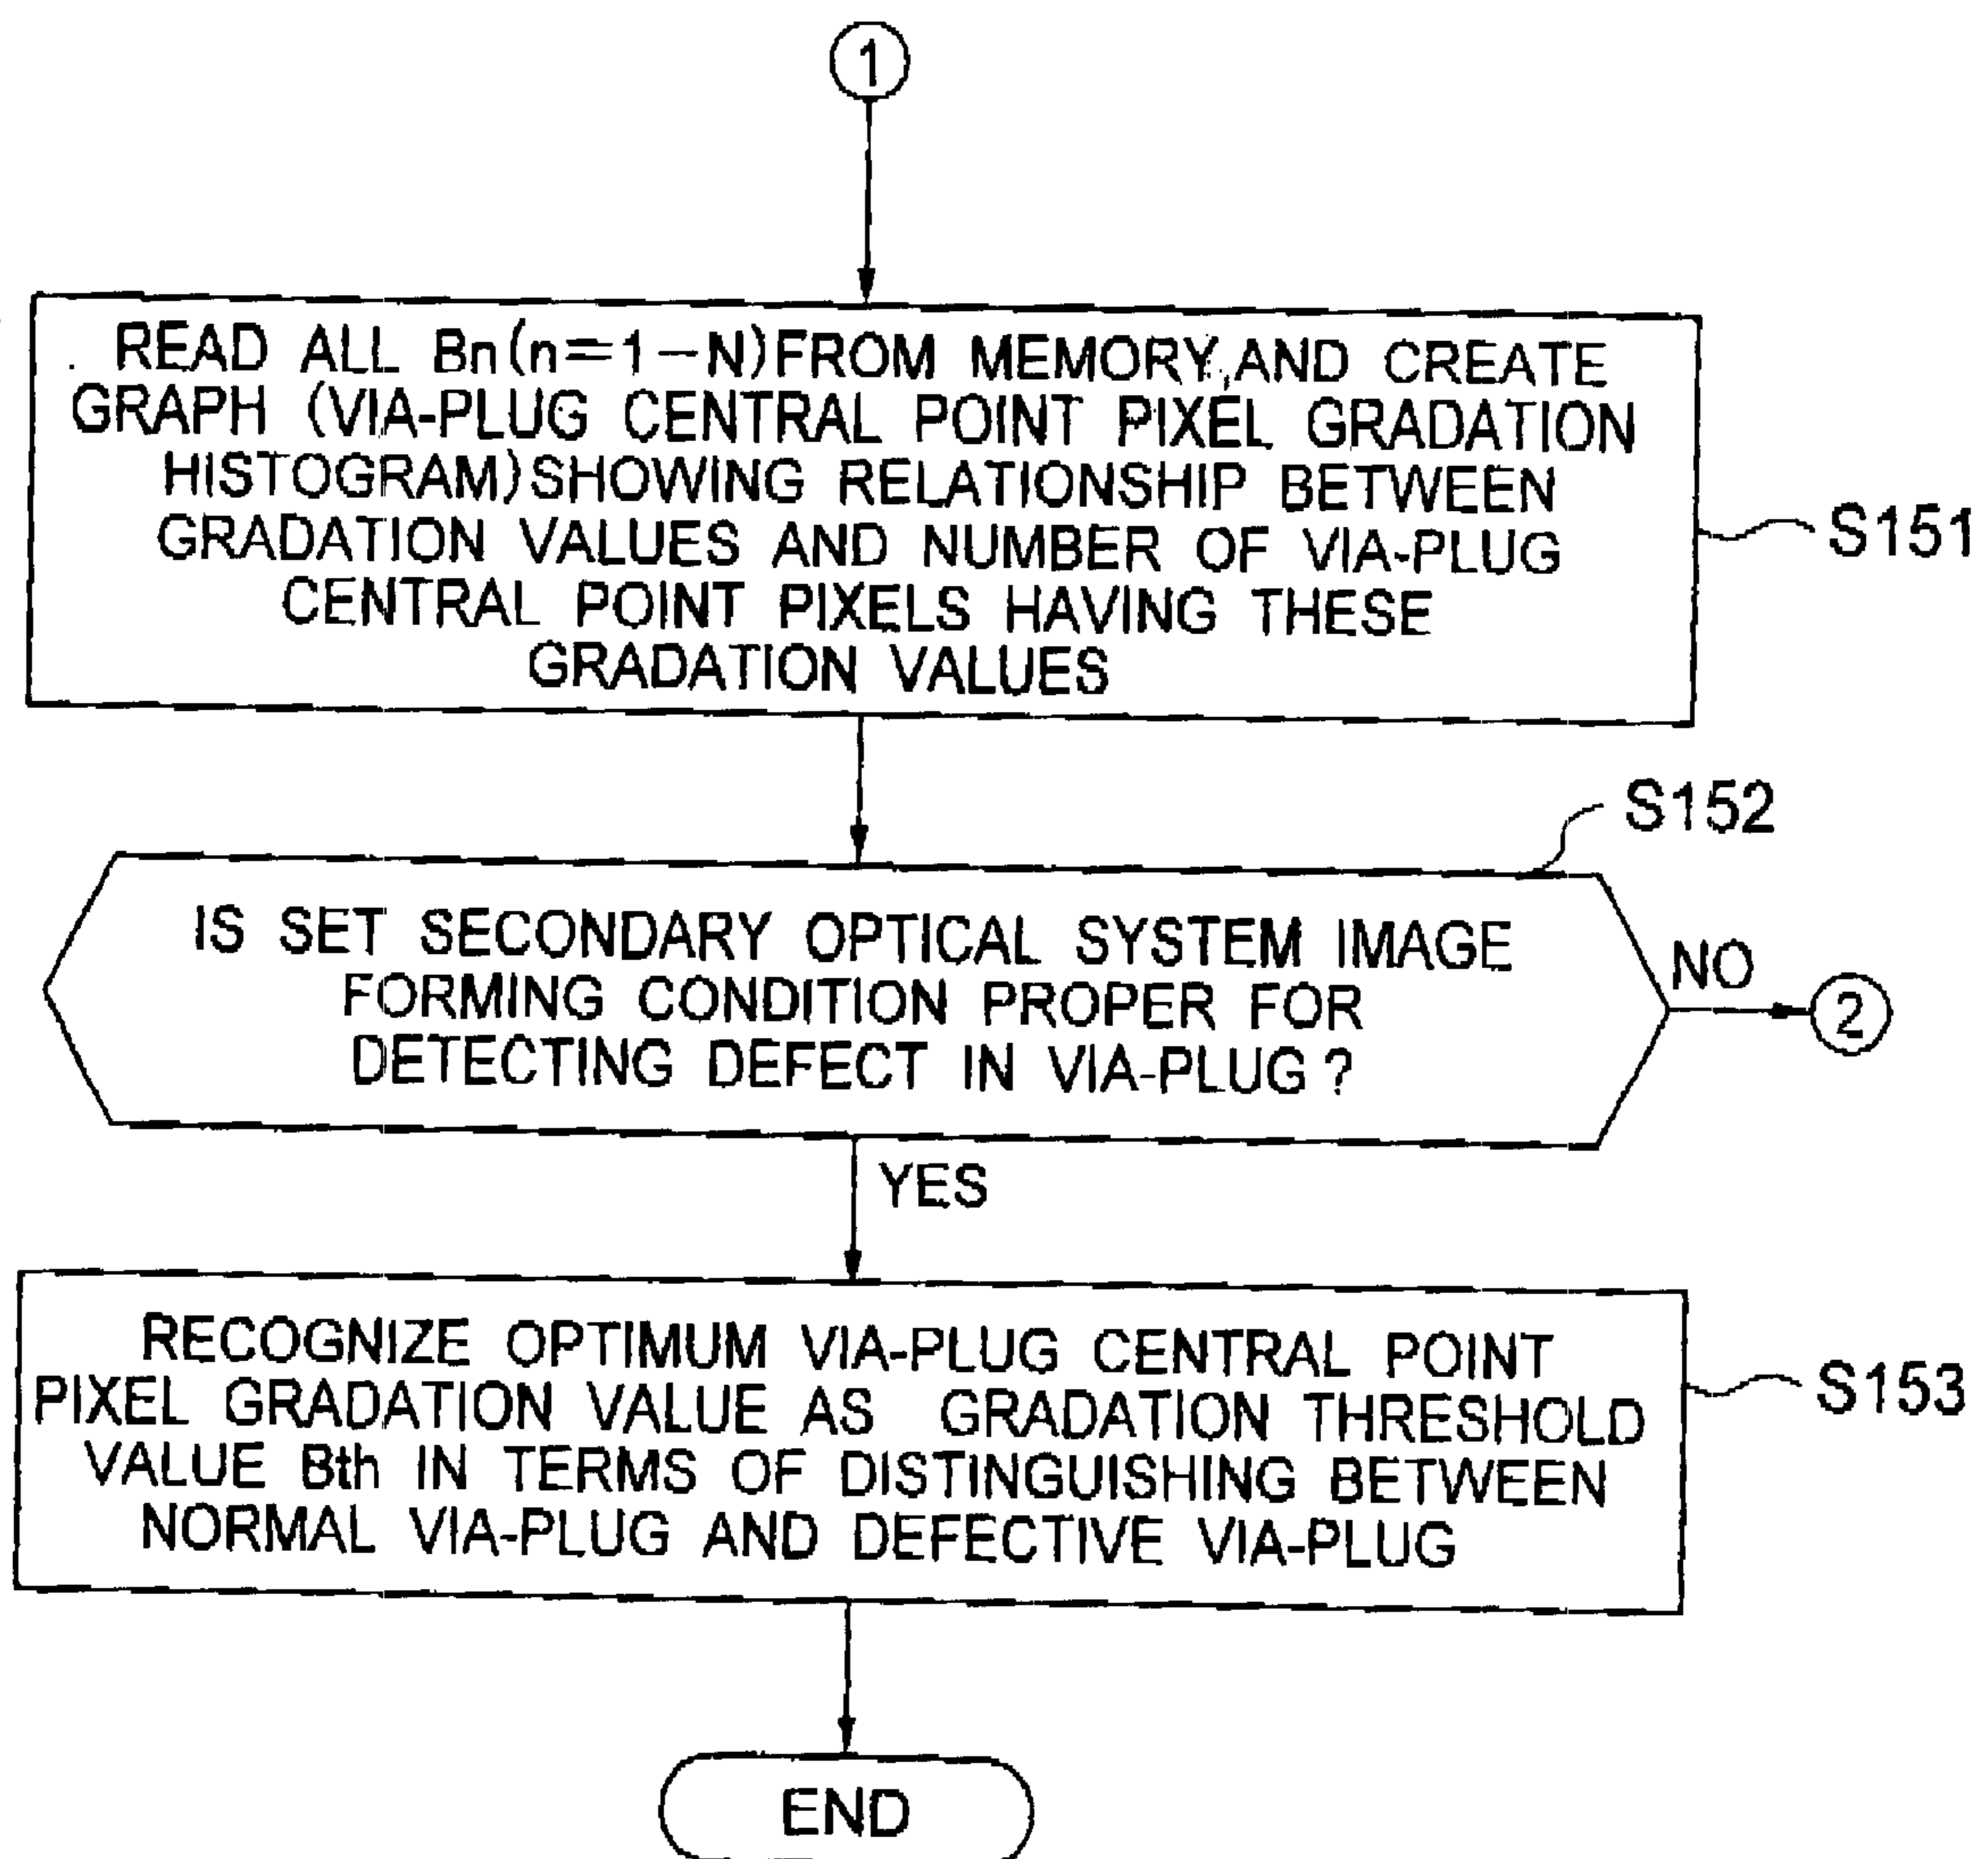 1
READ ALL Bn(n=1-N)FROM MEMORY AND CREATE
GRAPH (VIA-PLUG CENTRAL POINT PIXEL GRADATION
HISTOGRAM)SHOWING RELATIONSHIP BETWEEN
GRADATION VALUES AND NUMBER OF VIA-PLUG
CENTRAL POINT PIXELS HAVING THESE
GRADATION VALUES
S151
S152
IS SET SECONDARY OPTICAL SYSTEM IMAGE
FORMING CONDITION PROPER FOR
DETECTING DEFECT IN VIA-PLUG?
NO
2
YES
RECOGNIZE OPTIMUM VIA-PLUG CENTRAL POINT
PIXEL GRADATION VALUE AS GRADATION THRESHOLD
VALUE Bth IN TERMS OF DISTINGUISHING BETWEEN
NORMAL VIA-PLUG AND DEFECTIVE VIA-PLUG
S153
END